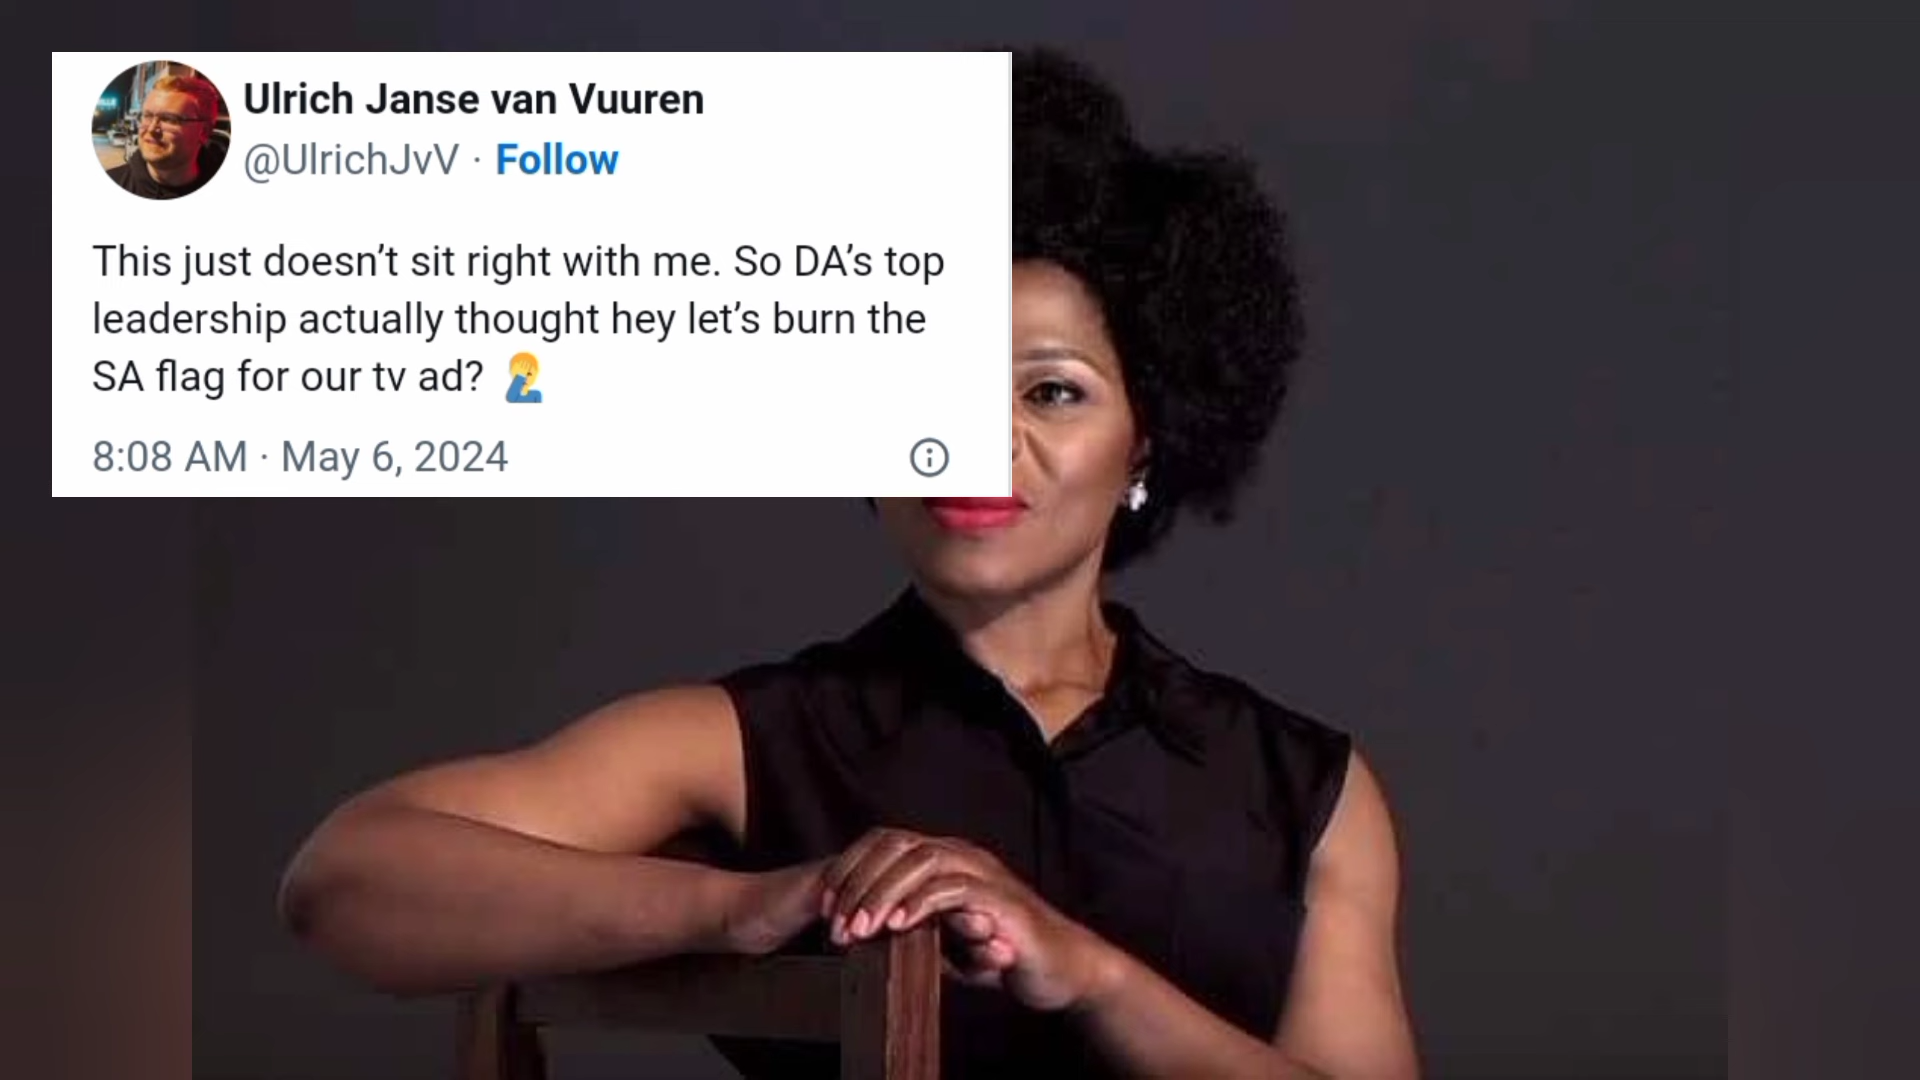 Ulrich Janse van Vuuren
@UlrichJvV · Follow
This just doesn’t sit right with me. So DA’s top
leadership actually thought hey let’s burn the
SA flag for our tv ad? 🤦‍♂️
8:08 AM · May 6, 2024